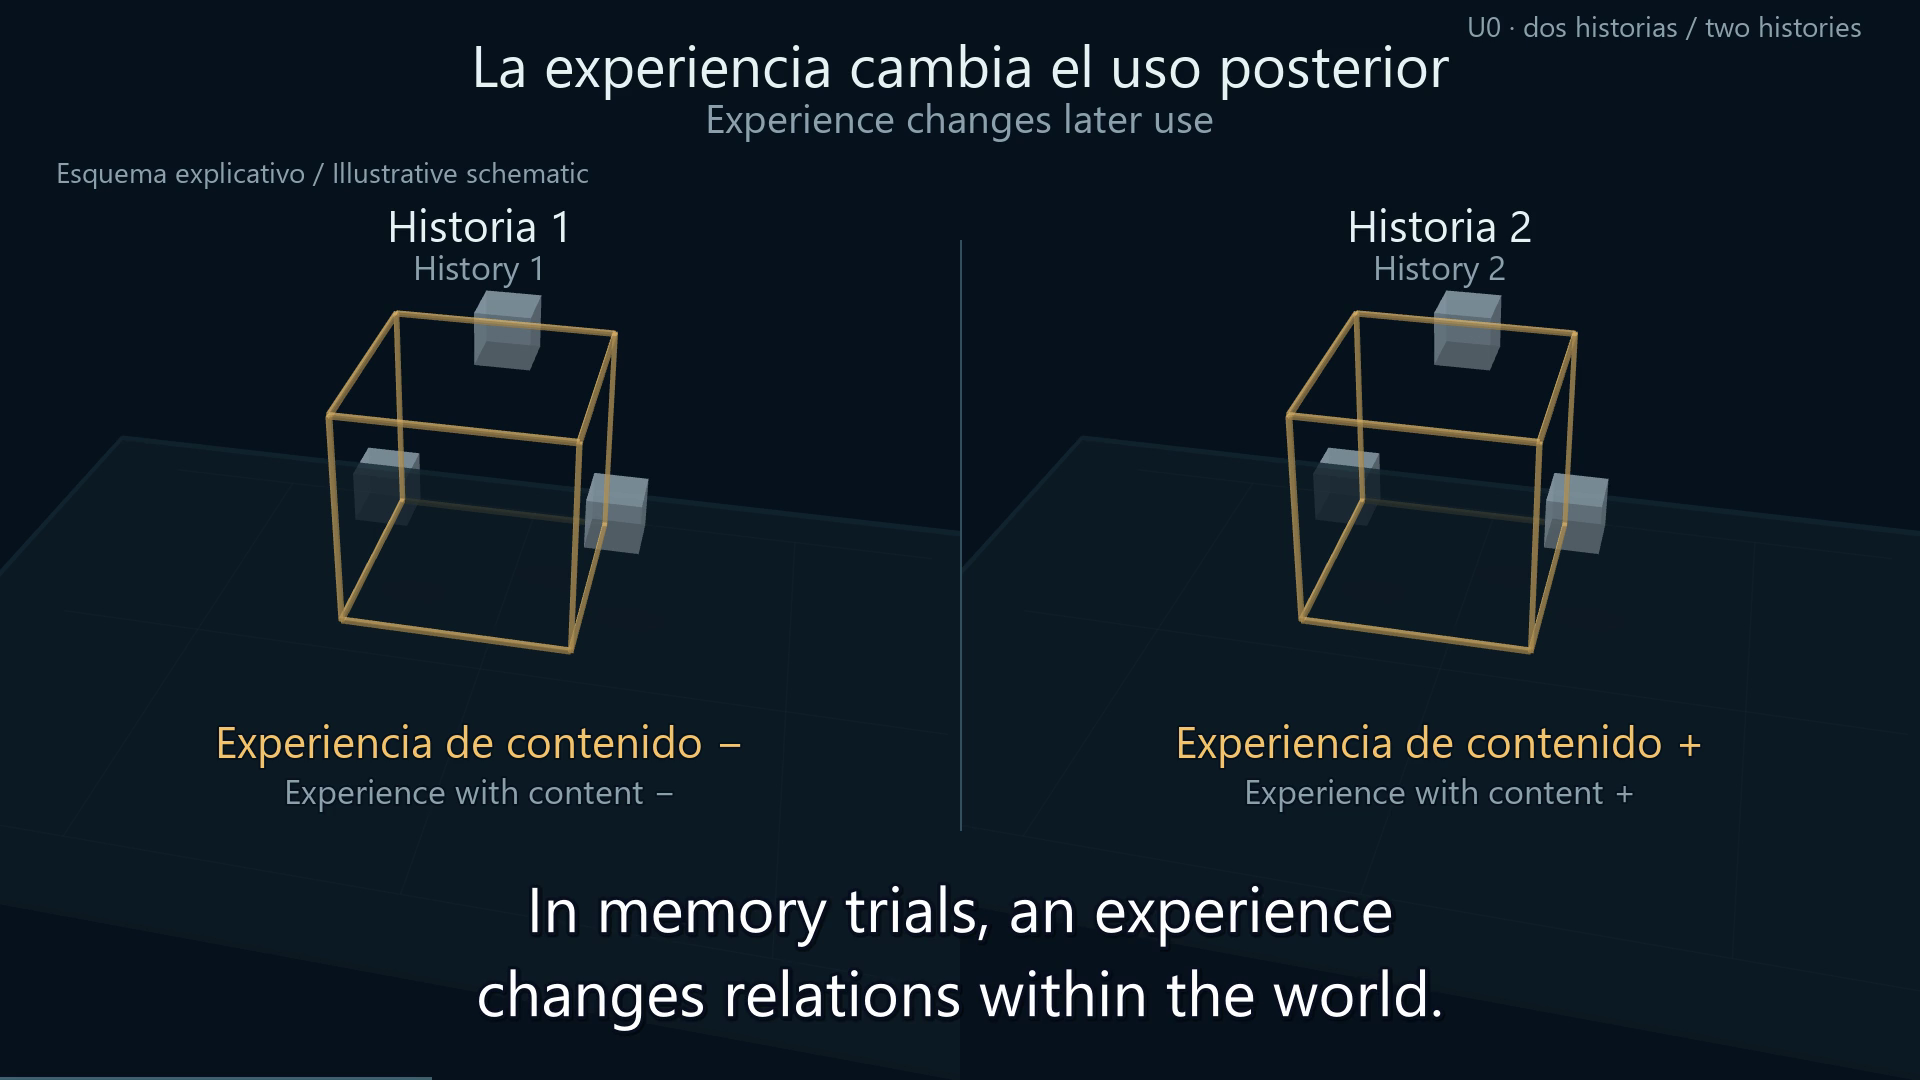 U0 · dos historias / two histories
La experiencia cambia el uso posterior
Experience changes later use
Esquema explicativo / Illustrative schematic
Historia 1
History 1
Historia 2
History 2
Experiencia de contenido −
Experience with content −
Experiencia de contenido +
Experience with content +
In memory trials, an experience
changes relations within the world.